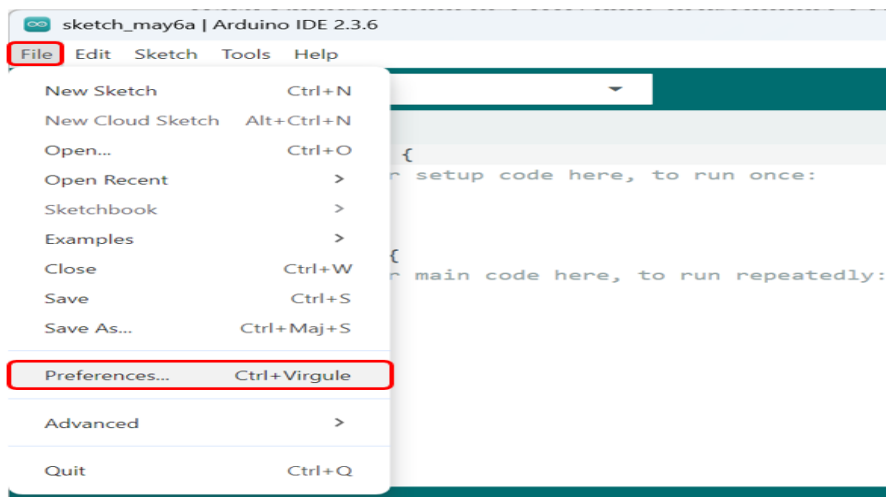 sketch_may6a | Arduino IDE 2.3.6
File Edit Sketch Tools Help
New Sketch Ctrl+N
New Cloud Sketch Alt+Ctrl+N
Open... Ctrl+O
{
Open Recent >
r setup code here, to run once:
Sketchbook >
Examples >
{
Close Ctrl+W
r main code here, to run repeatedly:
Save Ctrl+S
Save As... Ctrl+Maj+S
Preferences... Ctrl+Virgule
Advanced >
Quit Ctrl+Q